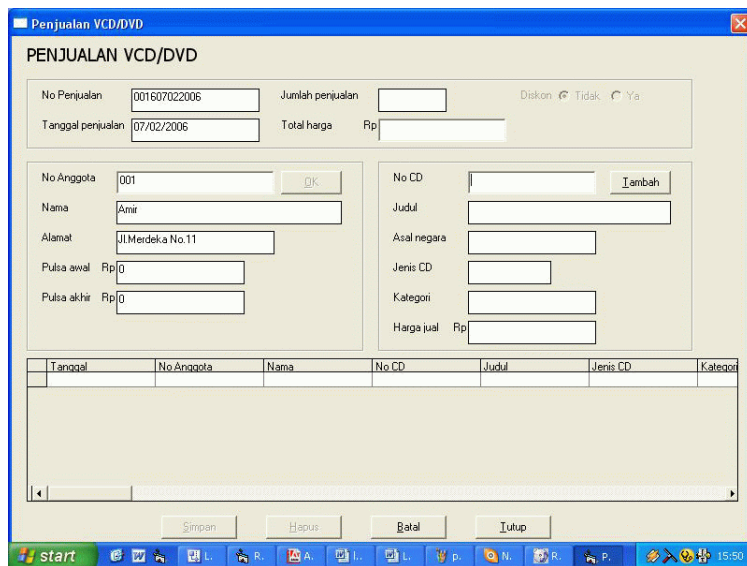 Penjualan VCD/DVD
PENJUALAN VCD/DVD
No Penjualan 001607022006 Jumlah penjualan Diskon Tidak Ya
Tanggal penjualan 07/02/2006 Total harga Rp
No Anggota 001 OK
Nama Amir
Alamat Jl.Merdeka No.11
Pulsa awal Rp 0
Pulsa akhir Rp 0
No CD Tambah
Judul
Asal negara
Jenis CD
Kategori
Harga jual Rp
Tanggal No Anggota Nama No CD Judul Jenis CD Kategori
Simpan Hapus Batal Tutup
start L. R. A. I.. L. p. N. R. P. 15:50